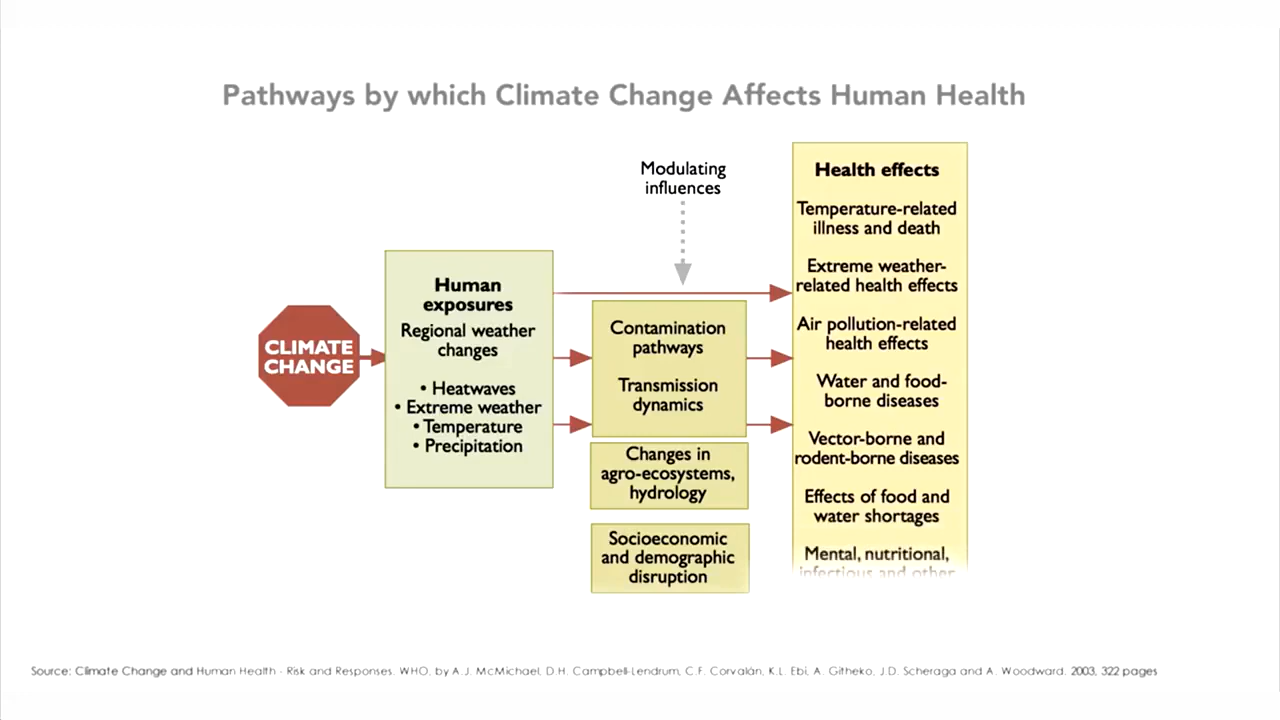 Pathways by which Climate Change Affects Human Health
Modulating
influences
CLIMATE
CHANGE
Human
exposures
Regional weather
changes
• Heatwaves
• Extreme weather
• Temperature
• Precipitation
Contamination
pathways
Transmission
dynamics
Changes in
agro-ecosystems,
hydrology
Socioeconomic
and demographic
disruption
Health effects
Temperature-related
illness and death
Extreme weather-
related health effects
Air pollution-related
health effects
Water and food-
borne diseases
Vector-borne and
rodent-borne diseases
Effects of food and
water shortages
Mental, nutritional,
infectious and other
Source: Climate Change and Human Health - Risk and Responses. WHO, by A.J. McMichael, D.H. Campbell-Lendrum, C.F. Corvalán, K.L. Ebi, A. Githeko, J.D. Scheraga and A. Woodward. 2003, 322 pages